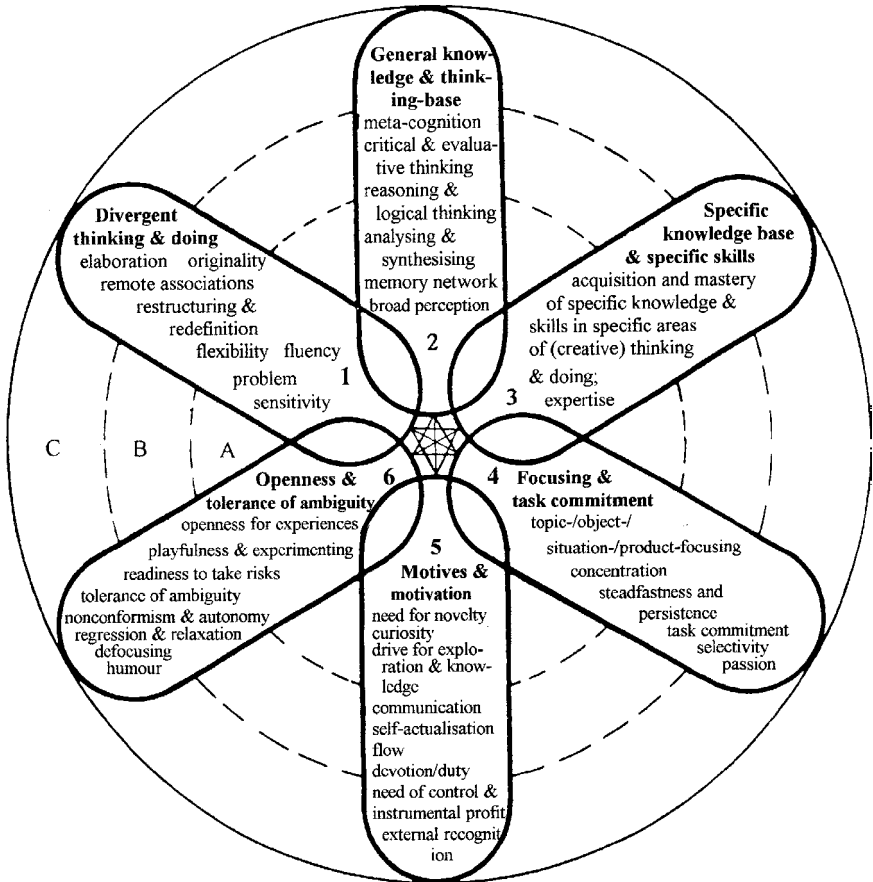 General know-
ledge & think-
ing-base
meta-cognition
critical & evalua-
tive thinking
reasoning &
logical thinking
analysing &
synthesising
memory network
broad perception
2
Divergent
thinking & doing
elaboration originality
remote associations
restructuring &
redefinition
flexibility fluency
problem
sensitivity
1
Specific
knowledge base
& specific skills
acquisition and mastery
of specific knowledge &
skills in specific areas
of (creative) thinking
& doing;
expertise
3
C B A
Openness &
tolerance of ambiguity
openness for experiences
playfulness & experimenting
readiness to take risks
tolerance of ambiguity
nonconformism & autonomy
regression & relaxation
defocusing
humour
6
4
Focusing &
task commitment
topic-/object-/
situation-/product-focusing
concentration
steadfastness and
persistence
task commitment
selectivity
passion
5
Motives &
motivation
need for novelty
curiosity
drive for explo-
ration & know-
ledge
communication
self-actualisation
flow
devotion/duty
need of control &
instrumental profit
external recognit
ion